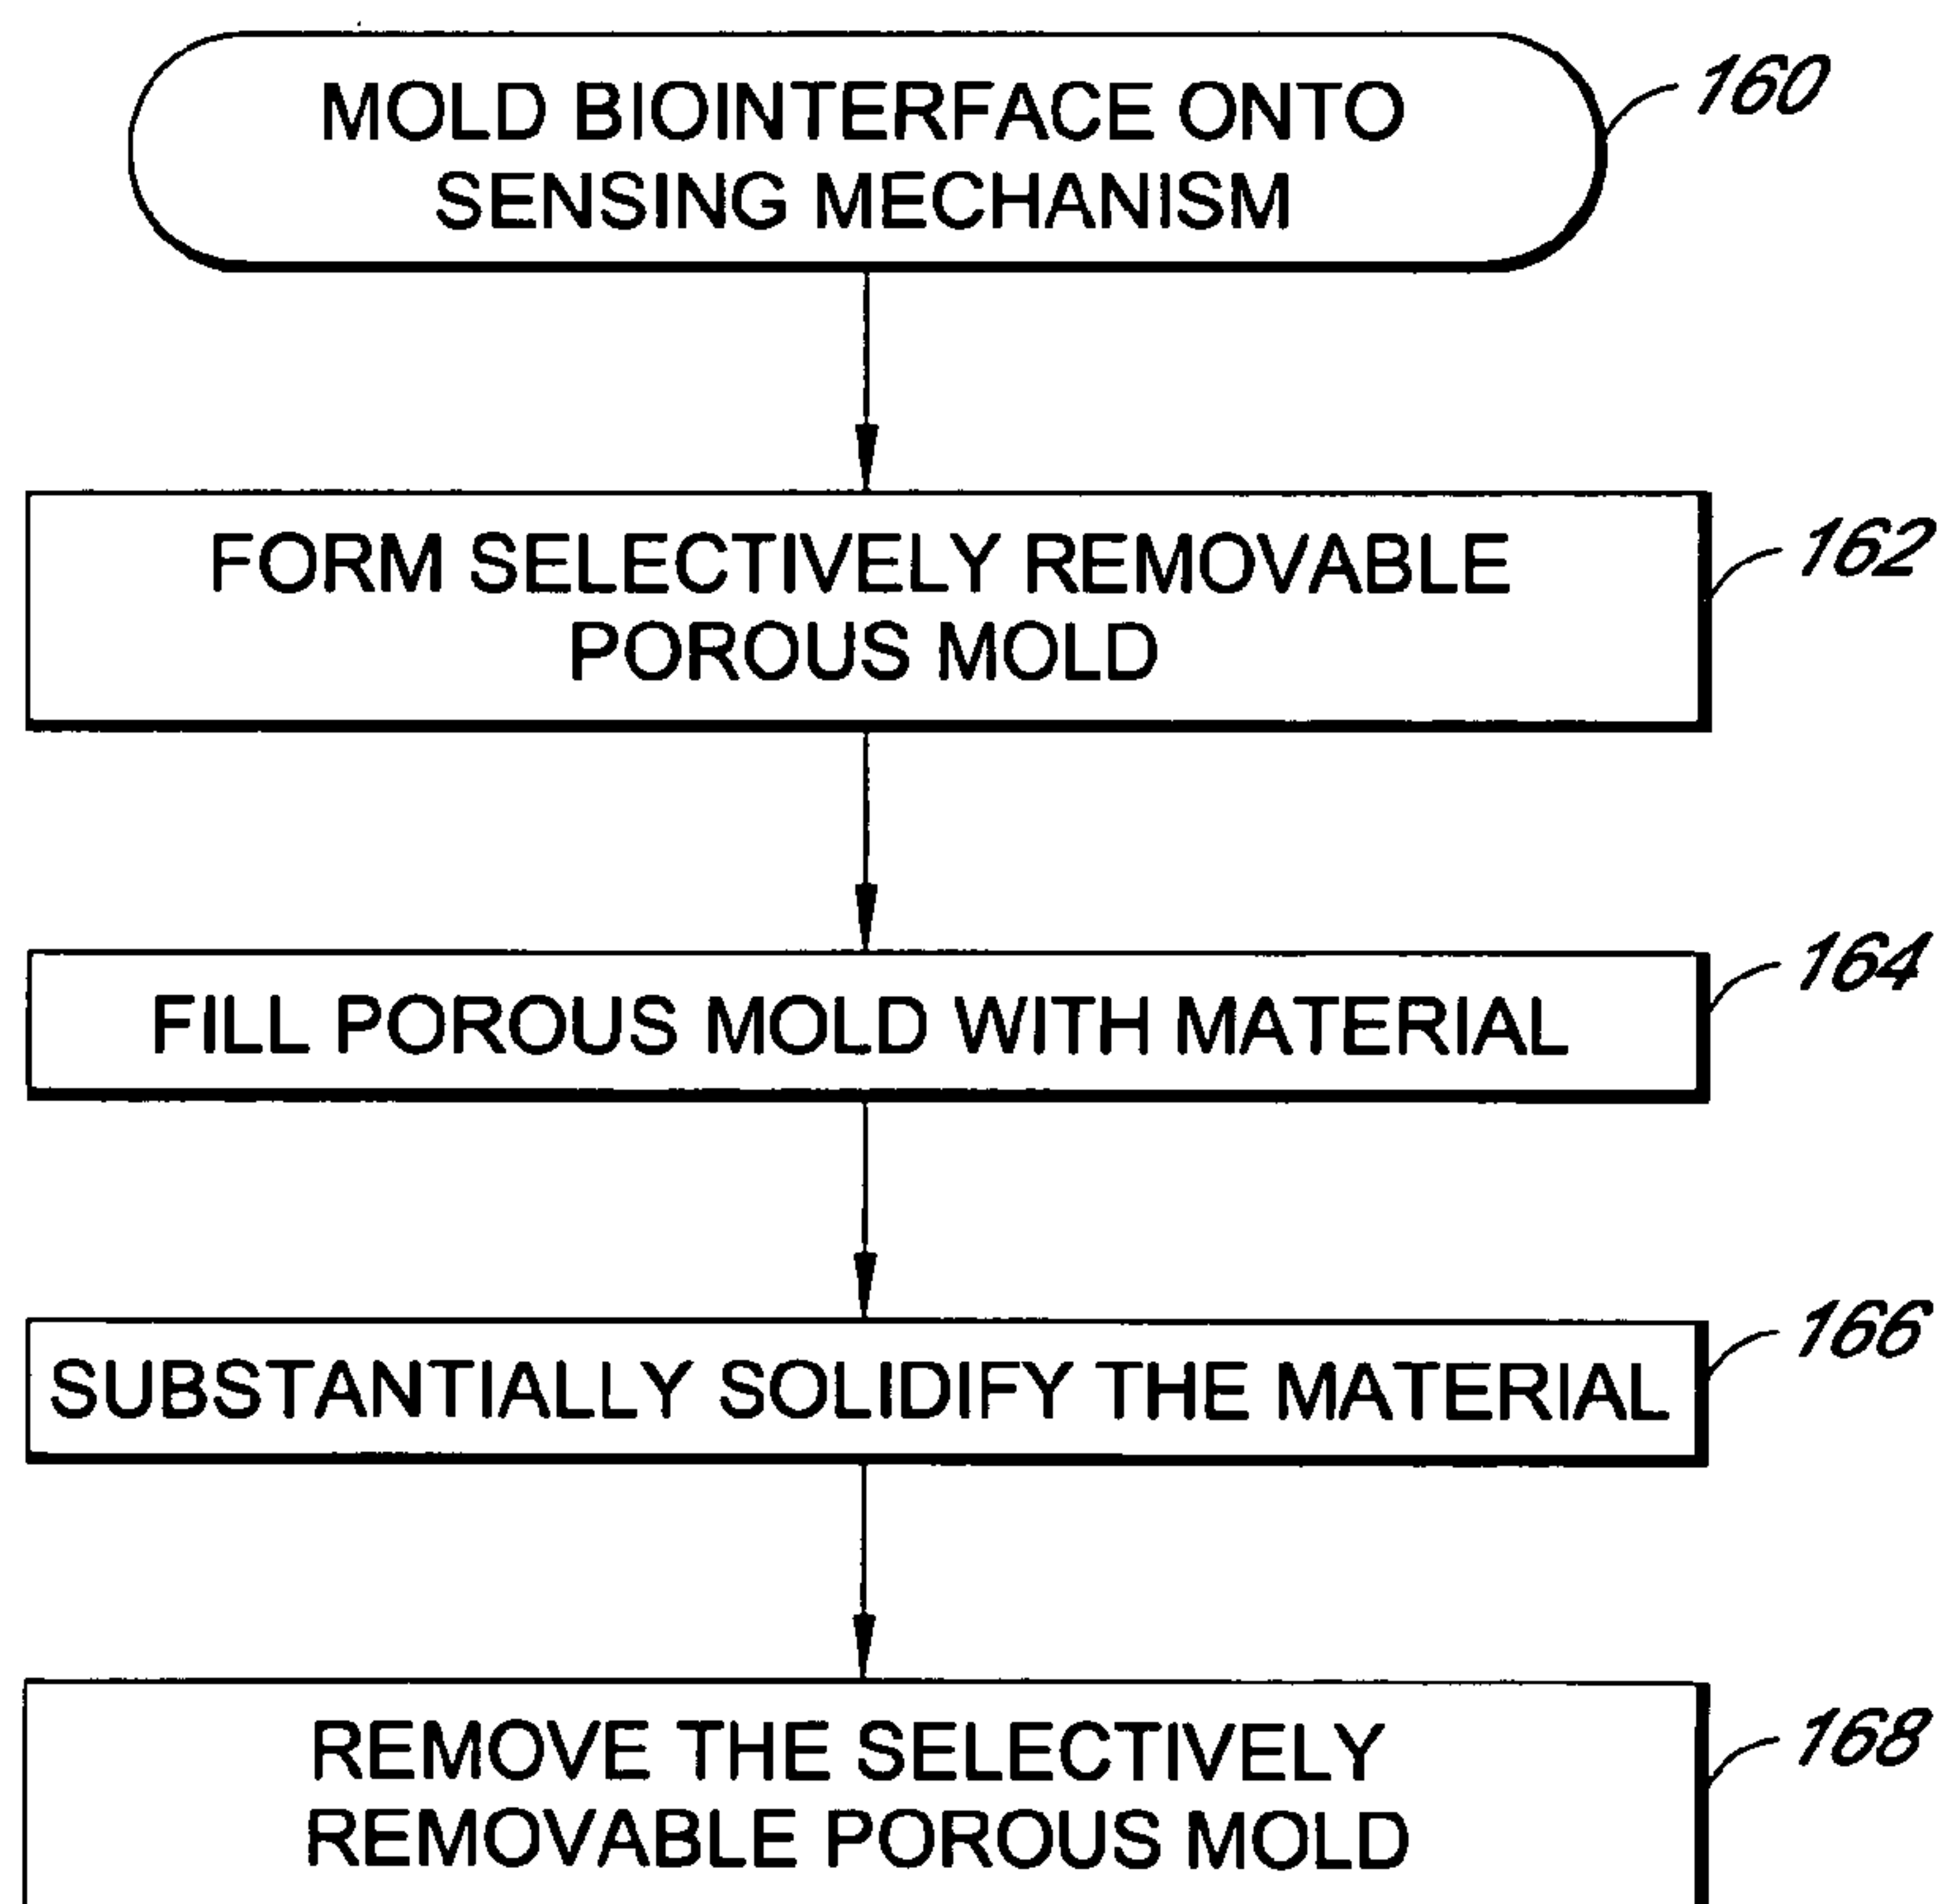 MOLD BIOINTERFACE ONTO
SENSING MECHANISM
160
FORM SELECTIVELY REMOVABLE
POROUS MOLD
162
FILL POROUS MOLD WITH MATERIAL
164
SUBSTANTIALLY SOLIDIFY THE MATERIAL
166
REMOVE THE SELECTIVELY
REMOVABLE POROUS MOLD
168